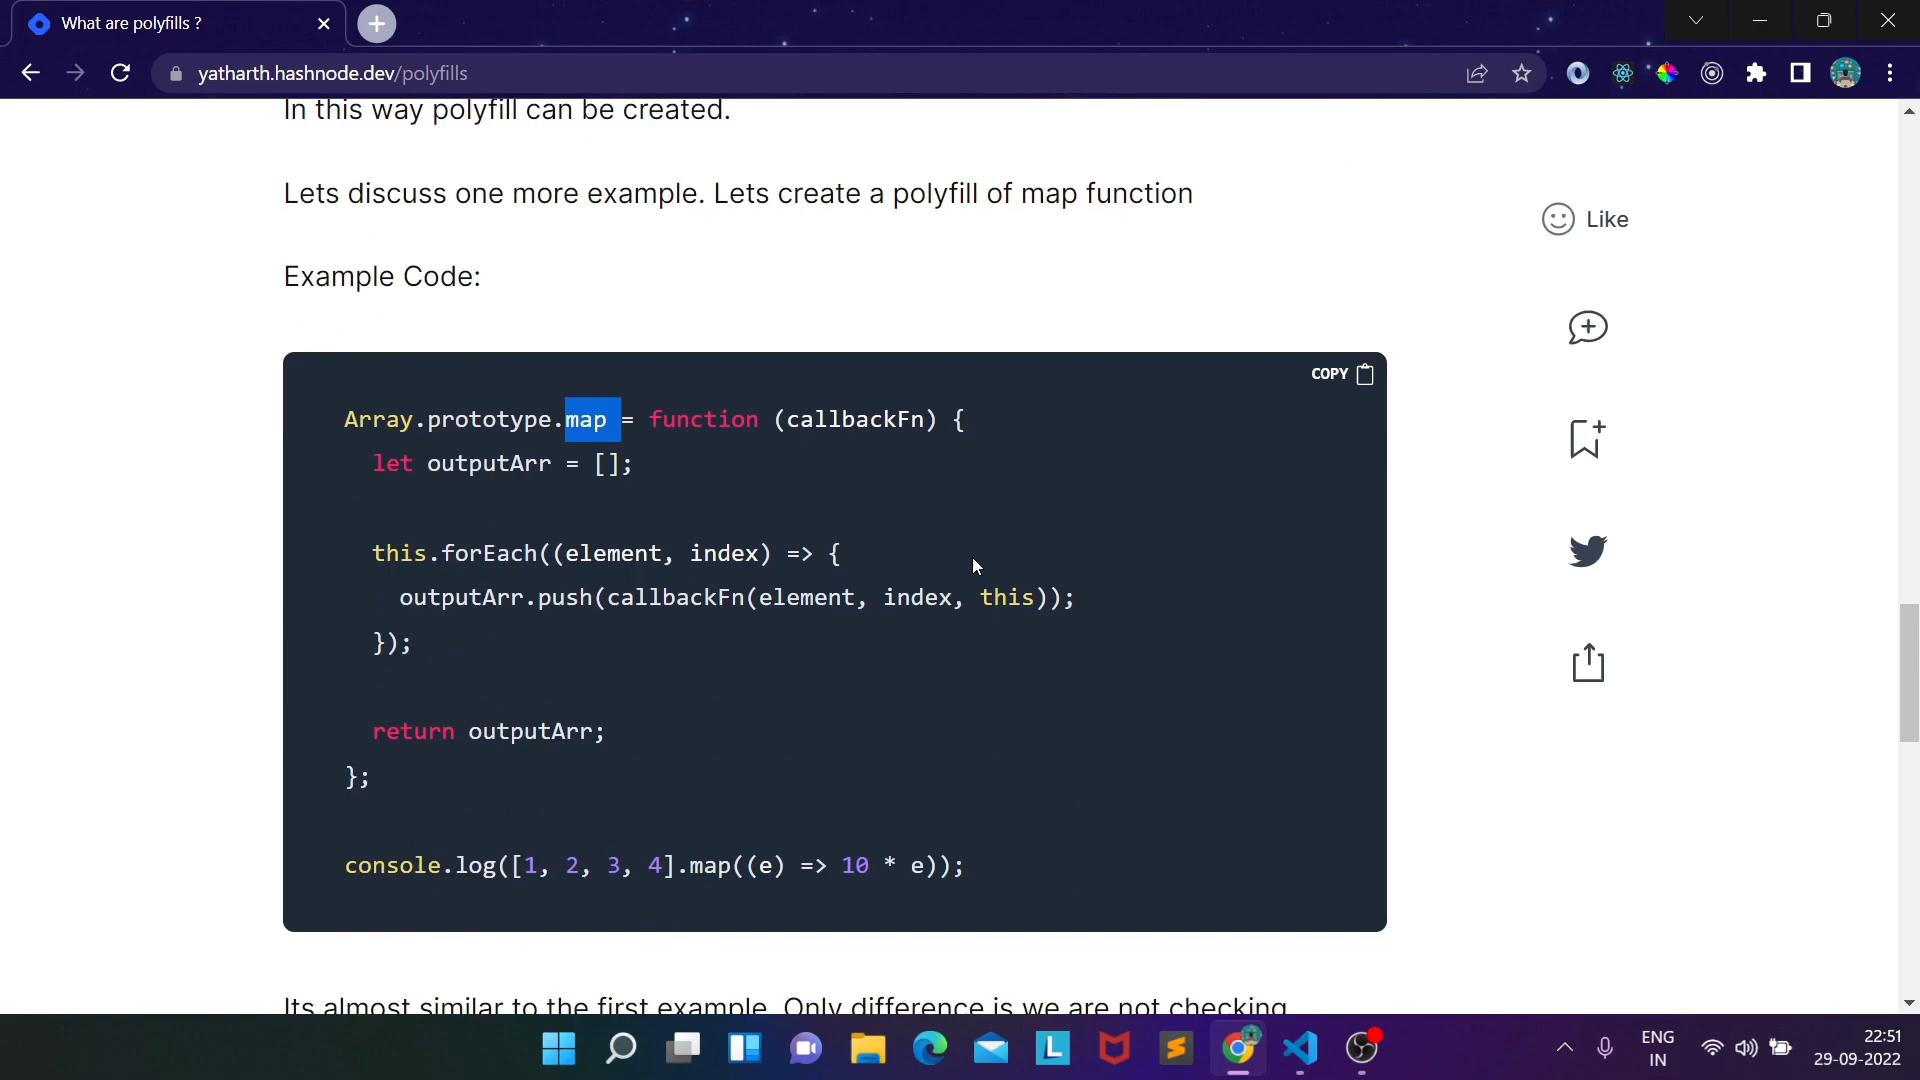 What are polyfills ?
yatharth.hashnode.dev/polyfills
In this way polyfill can be created.
Lets discuss one more example. Lets create a polyfill of map function
Like
Example Code:
COPY
Array.prototype.map = function (callbackFn) {
let outputArr = [];
this.forEach((element, index) => {
outputArr.push(callbackFn(element, index, this));
});
return outputArr;
};
console.log([1, 2, 3, 4].map((e) => 10 * e));
Its almost similar to the first example. Only difference is we are not checking
L
S
ENG
IN
22:51
29-09-2022